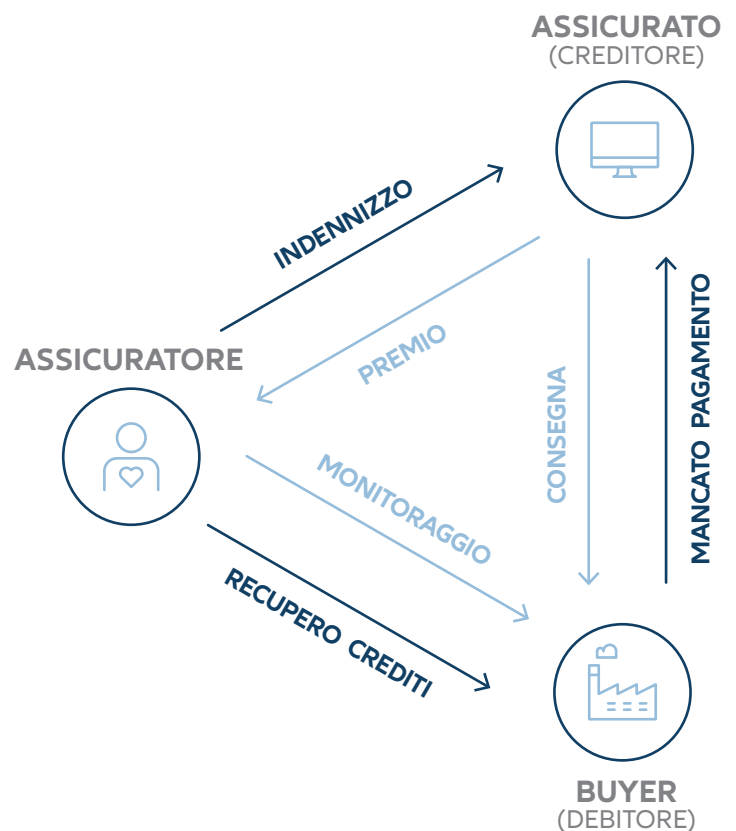 ASSICURATO
(CREDITORE)
INDENNIZZO
PREMIO
ASSICURATORE
CONSEGNA
MANCATO PAGAMENTO
MONITORAGGIO
RECUPERO CREDITI
BUYER
(DEBITORE)